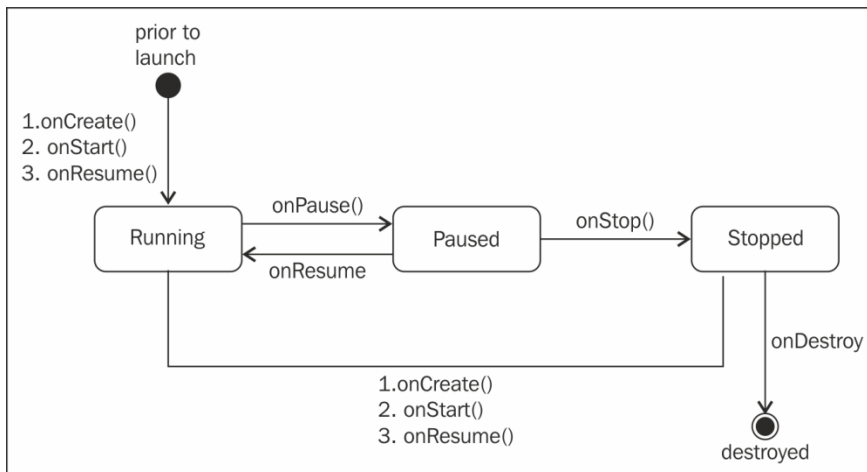 prior to
launch
1.onCreate()
2. onStart()
3. onResume()
Running
onPause()
onResume
Paused
onStop()
Stopped
onDestroy
1.onCreate()
2. onStart()
3. onResume()
destroyed